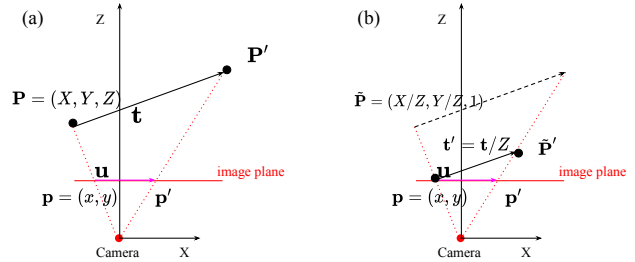 (a)
Z
P′
P = (X, Y, Z)
t
u
image plane
p = (x, y)
p′
Camera
X
(b)
Z
P̃ = (X/Z, Y/Z, 1)
t′ = t/Z
P̃′
u
image plane
p = (x, y)
p′
Camera
X